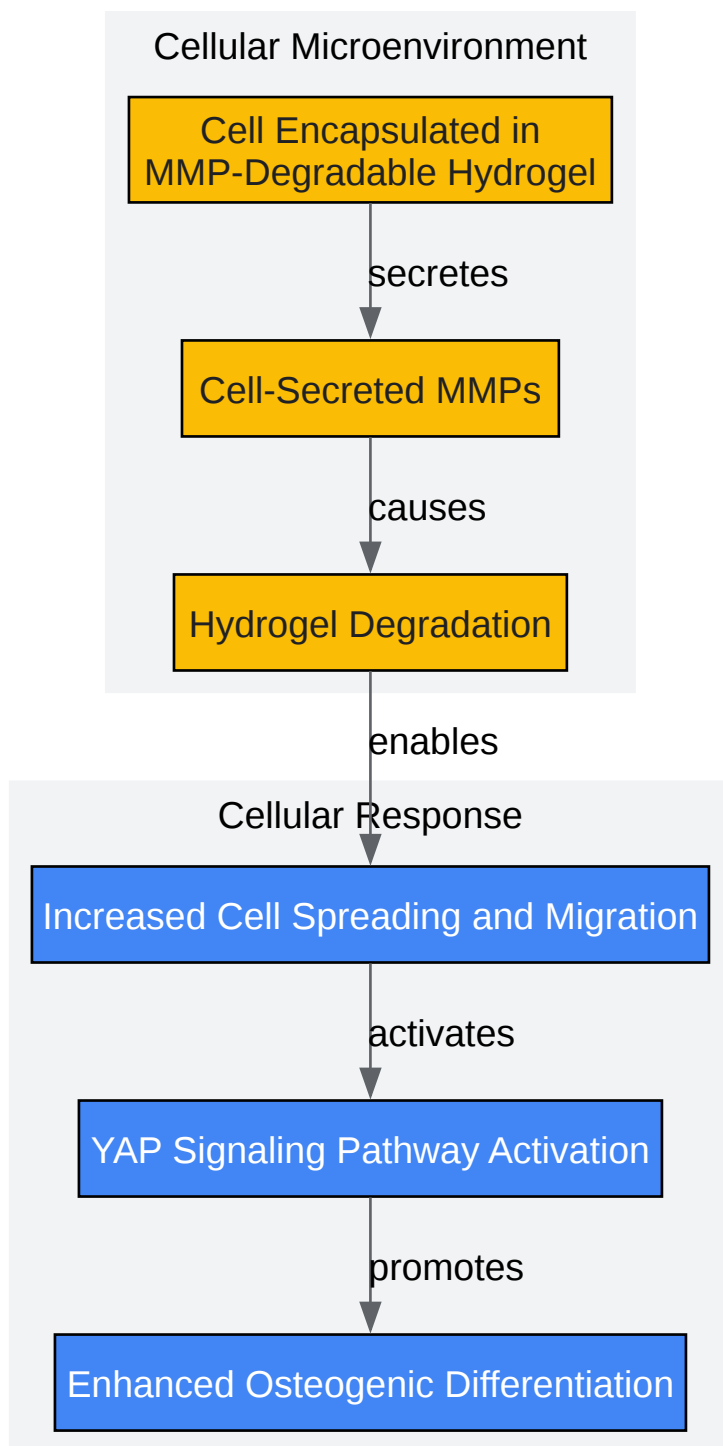 Cellular Microenvironment
Cell Encapsulated in
MMP-Degradable Hydrogel
secretes
Cell-Secreted MMPs
causes
Hydrogel Degradation
enables
Cellular Response
Increased Cell Spreading and Migration
activates
YAP Signaling Pathway Activation
promotes
Enhanced Osteogenic Differentiation